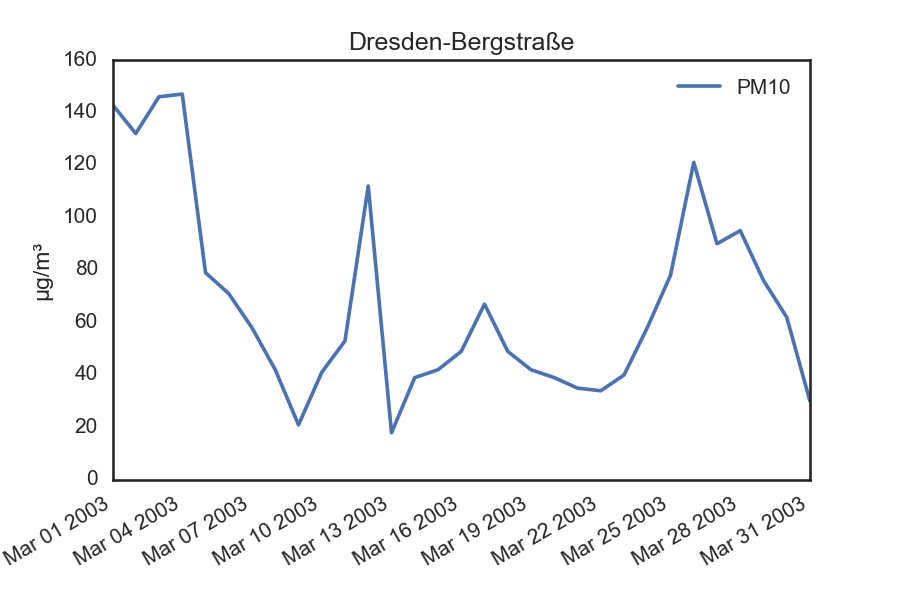 Dresden-Bergstraße
160
140
120
100
80
60
40
20
0
µg/m³
PM10
Mar 01 2003
Mar 04 2003
Mar 07 2003
Mar 10 2003
Mar 13 2003
Mar 16 2003
Mar 19 2003
Mar 22 2003
Mar 25 2003
Mar 28 2003
Mar 31 2003